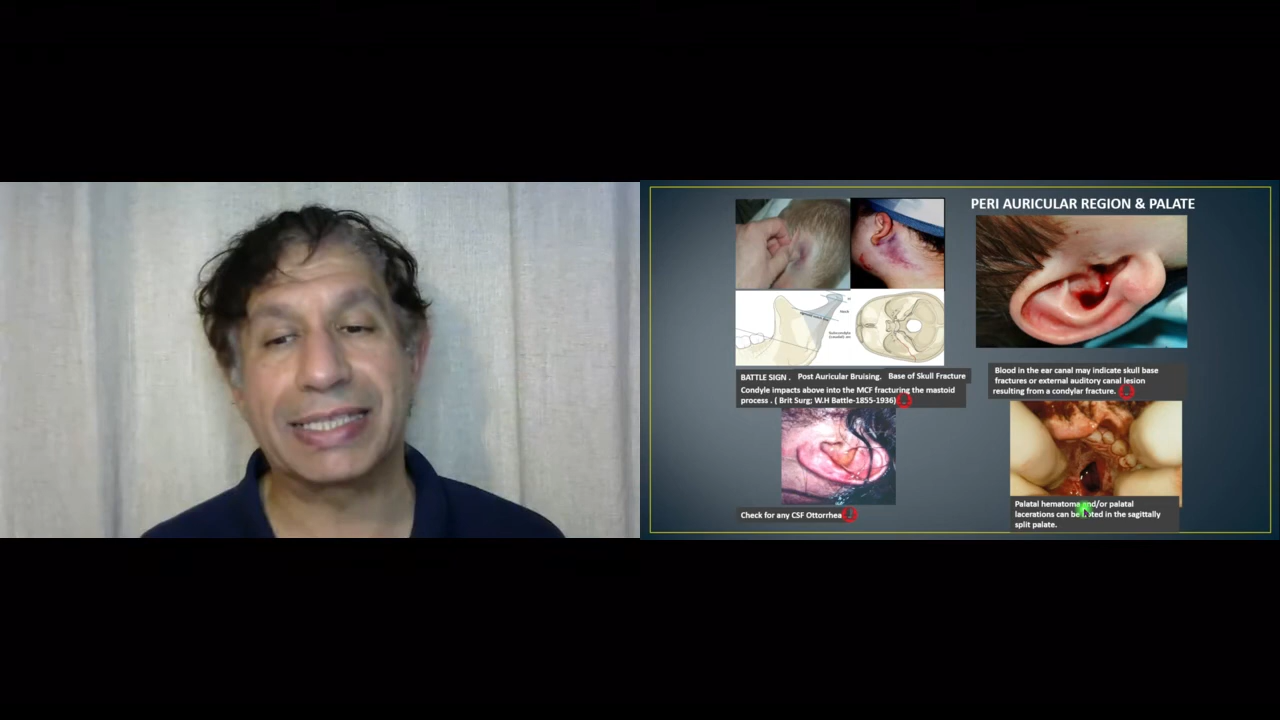 PERI AURICULAR REGION & PALATE
Neck
BATTLE SIGN . Post Auricular Bruising. Base of Skull Fracture
Condyle impacts above into the MCF fracturing the mastoid
process . ( Brit Surg; W.H Battle-1855-1936)
Blood in the ear canal may indicate skull base
fractures or external auditory canal lesion
resulting from a condylar fracture.
Check for any CSF Ottorrhea
Palatal hematoma and/or palatal
lacerations can be noted in the sagittally
split palate.